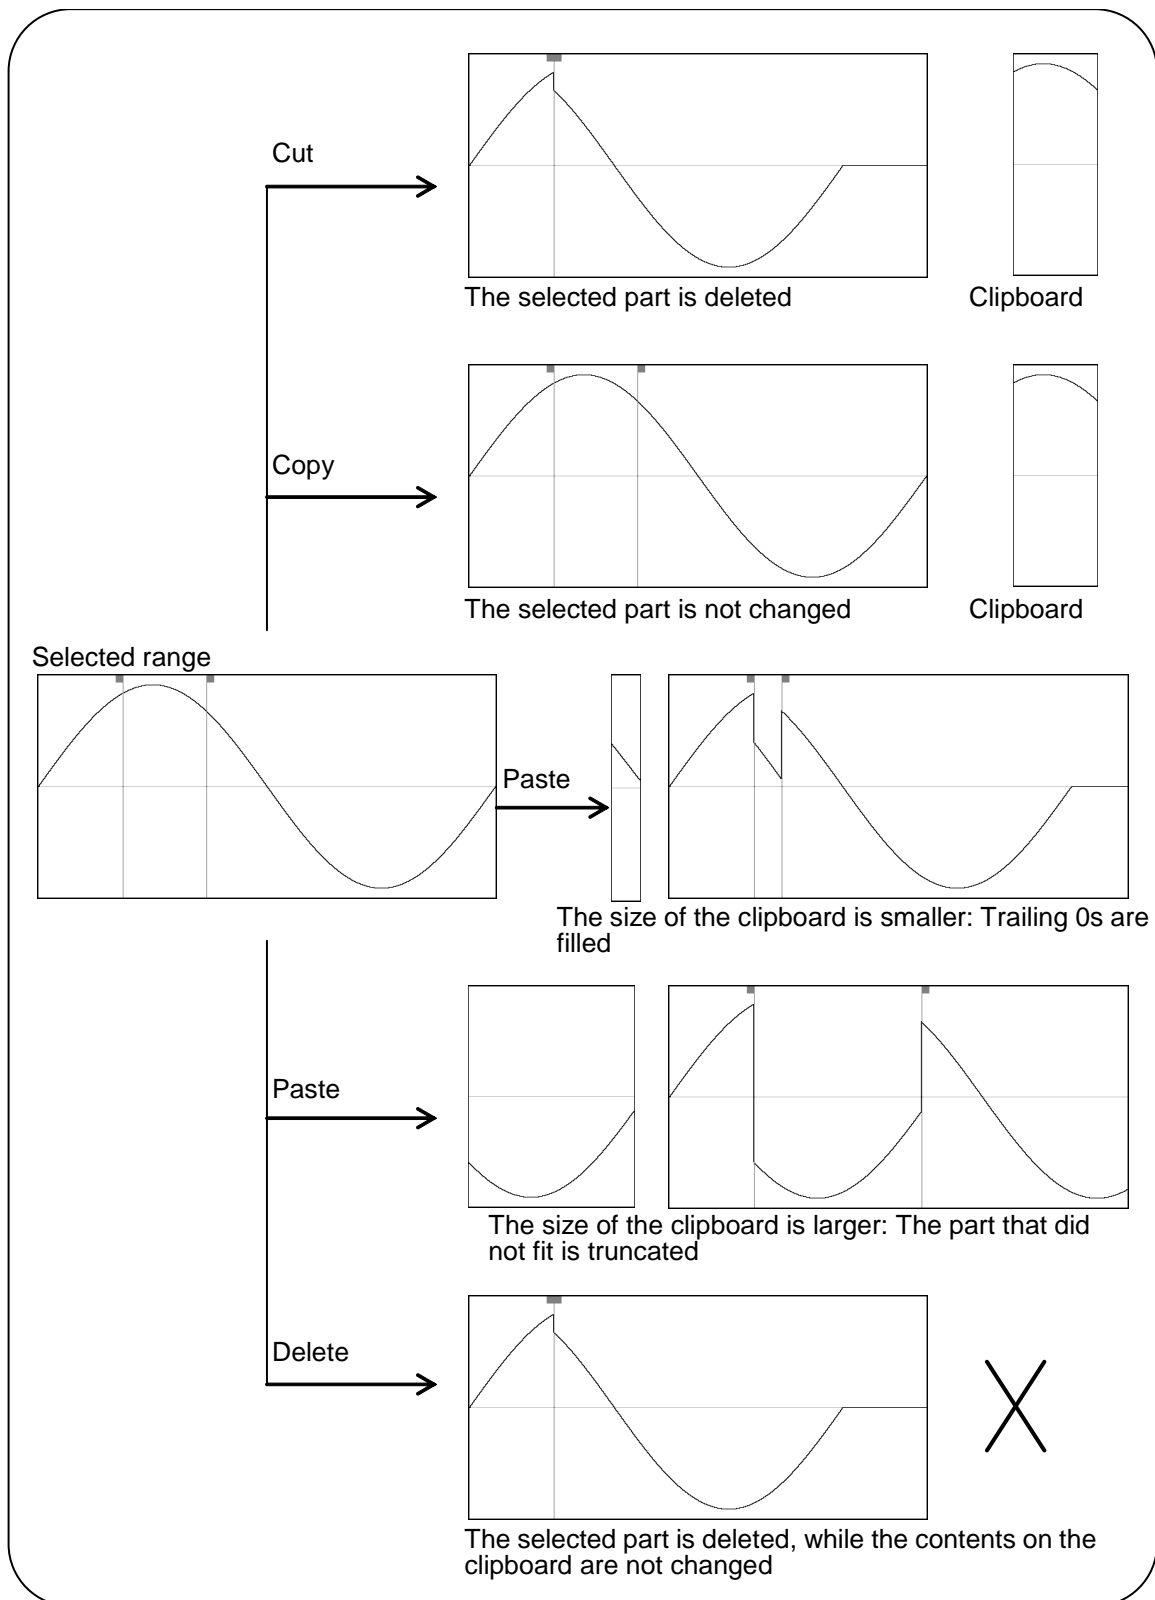 Cut
The selected part is deleted
Clipboard
Copy
The selected part is not changed
Clipboard
Selected range
Paste
The size of the clipboard is smaller: Trailing 0s are
filled
Paste
The size of the clipboard is larger: The part that did
not fit is truncated
Delete
The selected part is deleted, while the contents on the
clipboard are not changed